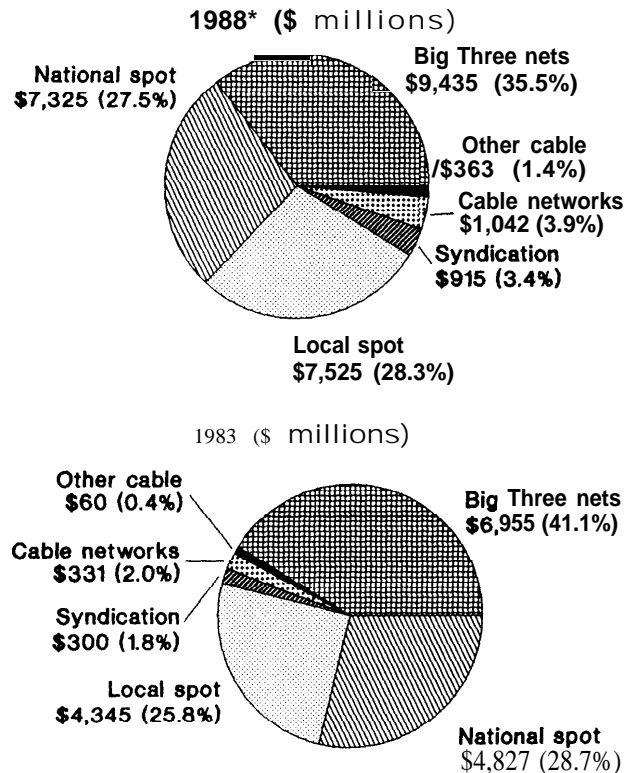 1988* ($ millions)
Big Three nets
$9,435 (35.5%)
National spot
$7,325 (27.5%)
Other cable
/$363 (1.4%)
Cable networks
$1,042 (3.9%)
Syndication
$915 (3.4%)
Local spot
$7,525 (28.3%)
1983 ($ millions)
Other cable
$60 (0.4%)
Big Three nets
$6,955 (41.1%)
Cable networks
$331 (2.0%)
Syndication
$300 (1.8%)
Local spot
$4,345 (25.8%)
National spot
$4,827 (28.7%)